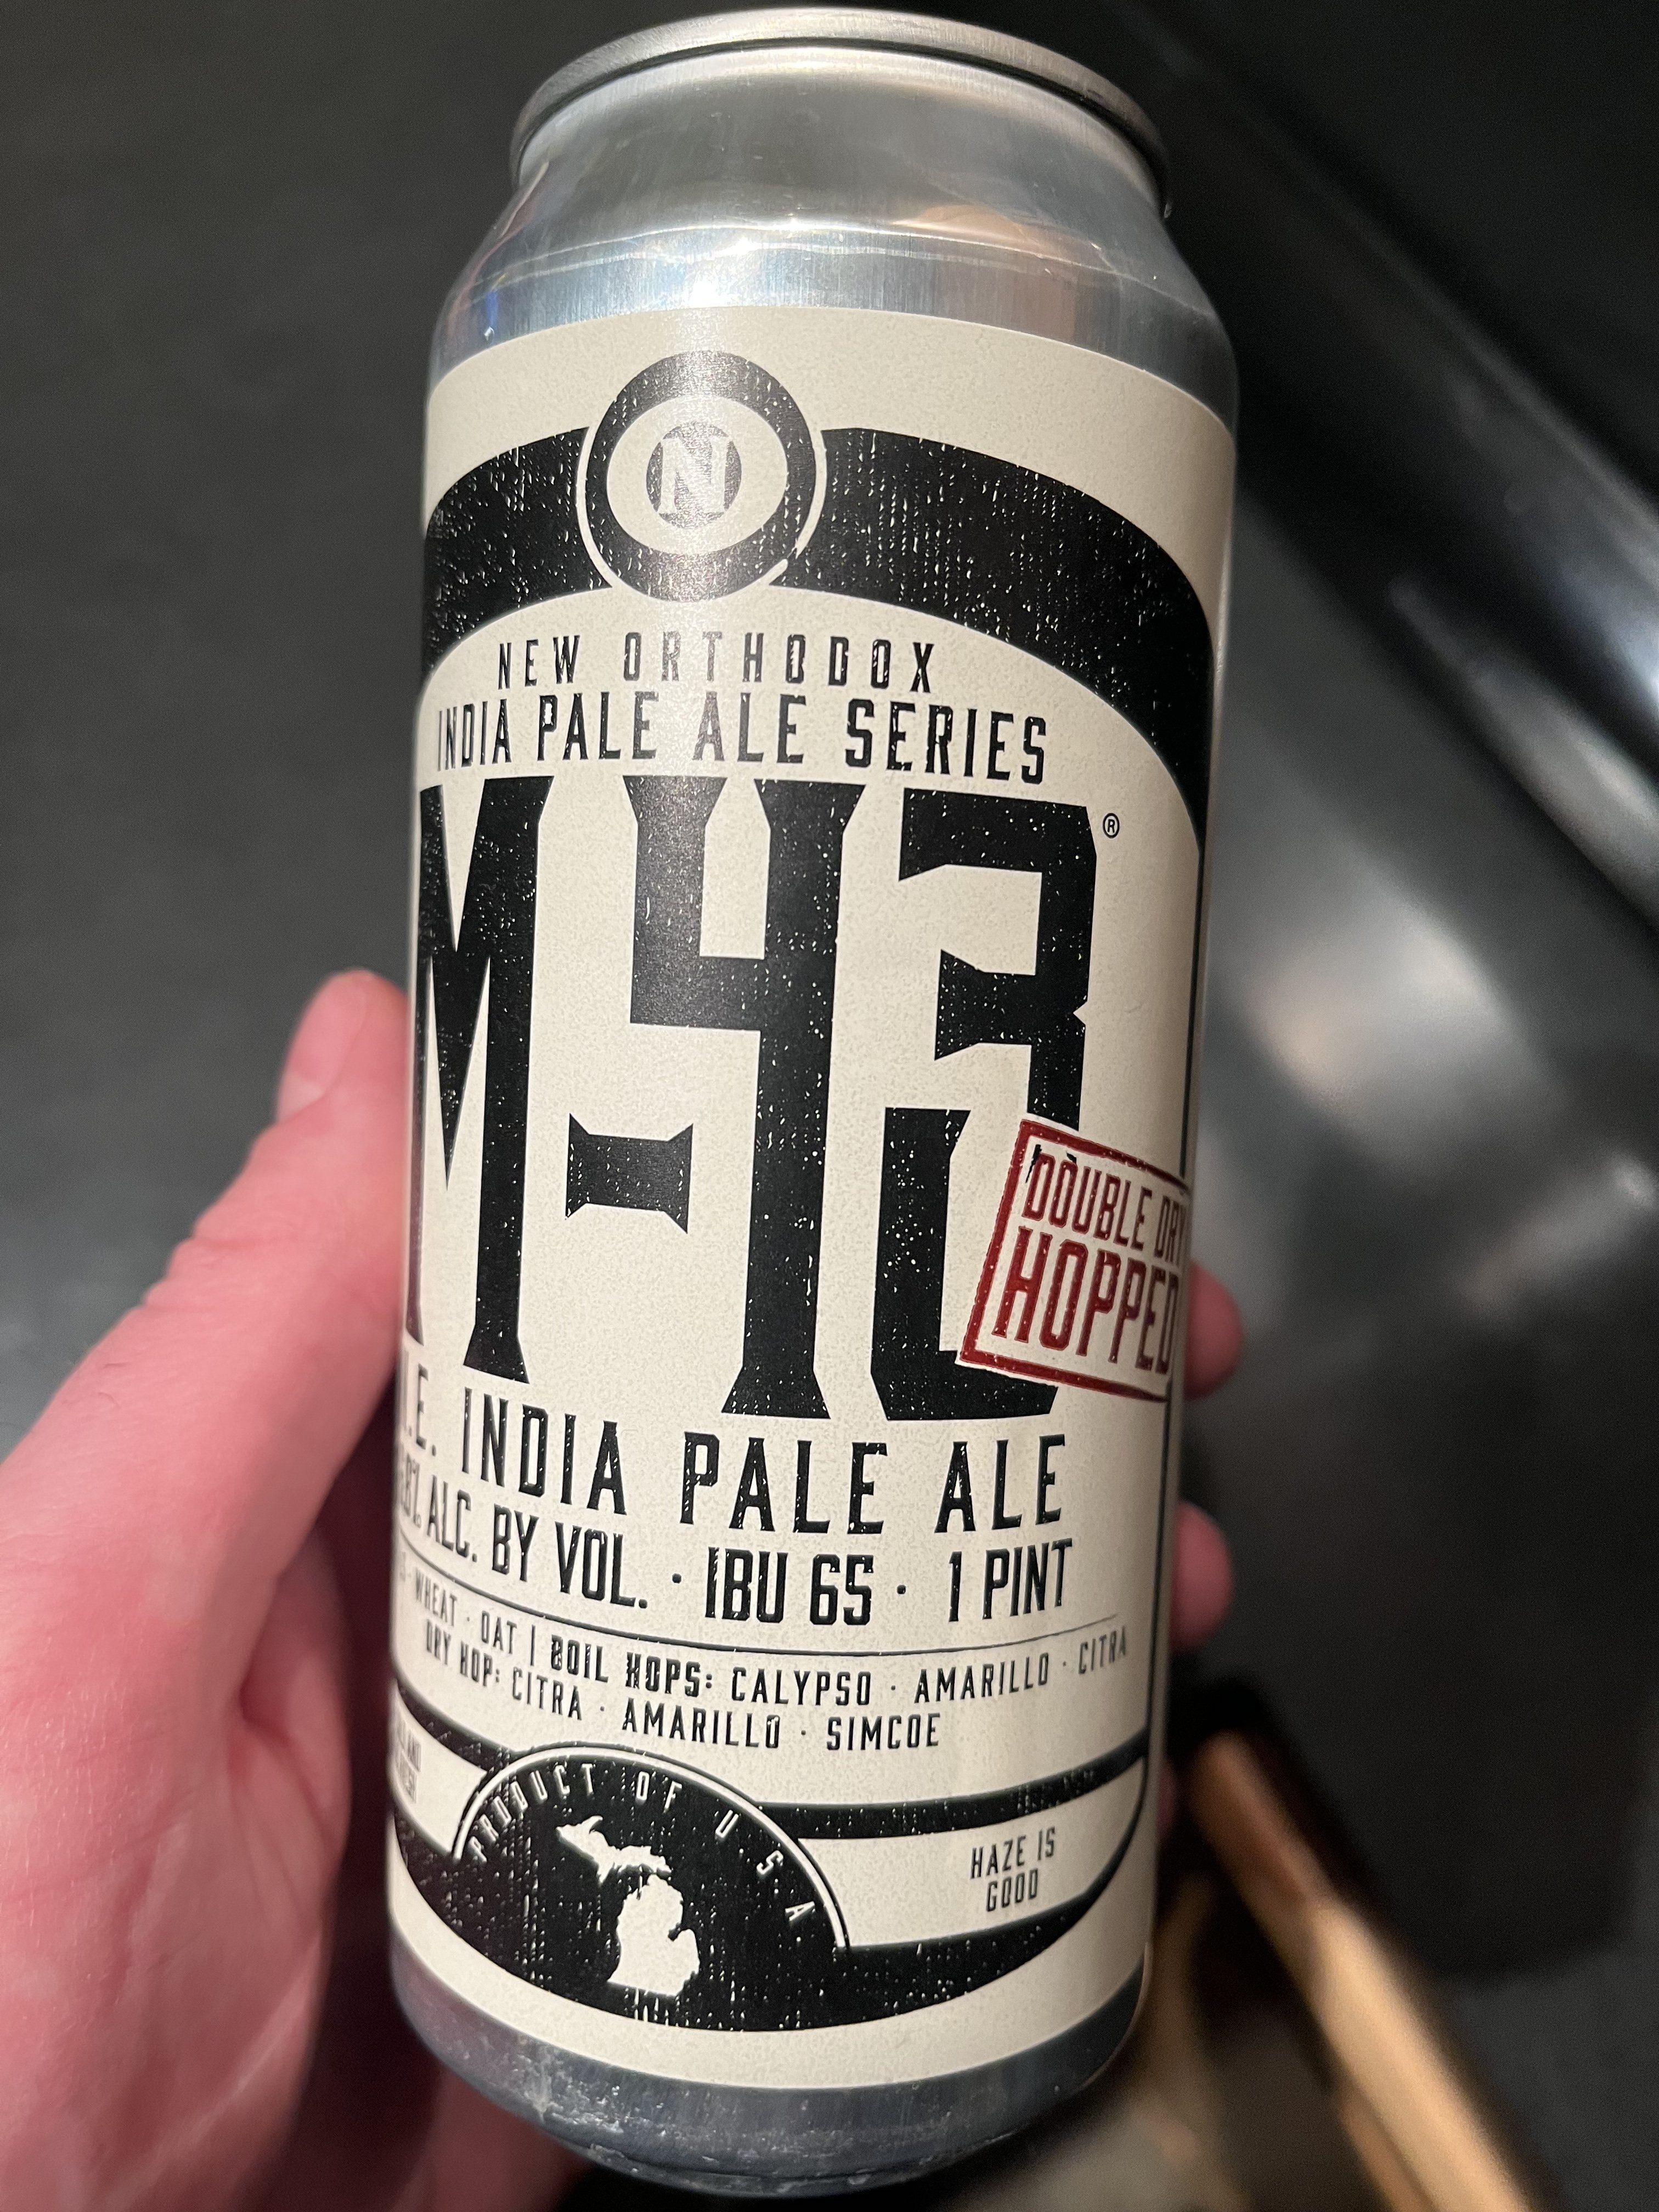 N
NEW ORTHODOX
INDIA PALE ALE SERIES
M-43®
DOUBLE DRY
HOPPED
.E. INDIA PALE ALE
.8% ALC. BY VOL. · IBU 65 · 1 PINT
· WHEAT · OAT | BOIL HOPS: CALYPSO · AMARILLO · CITRA
DRY HOP: CITRA · AMARILLO · SIMCOE
PRODUCT OF U.S.A
HAZE IS
GOOD